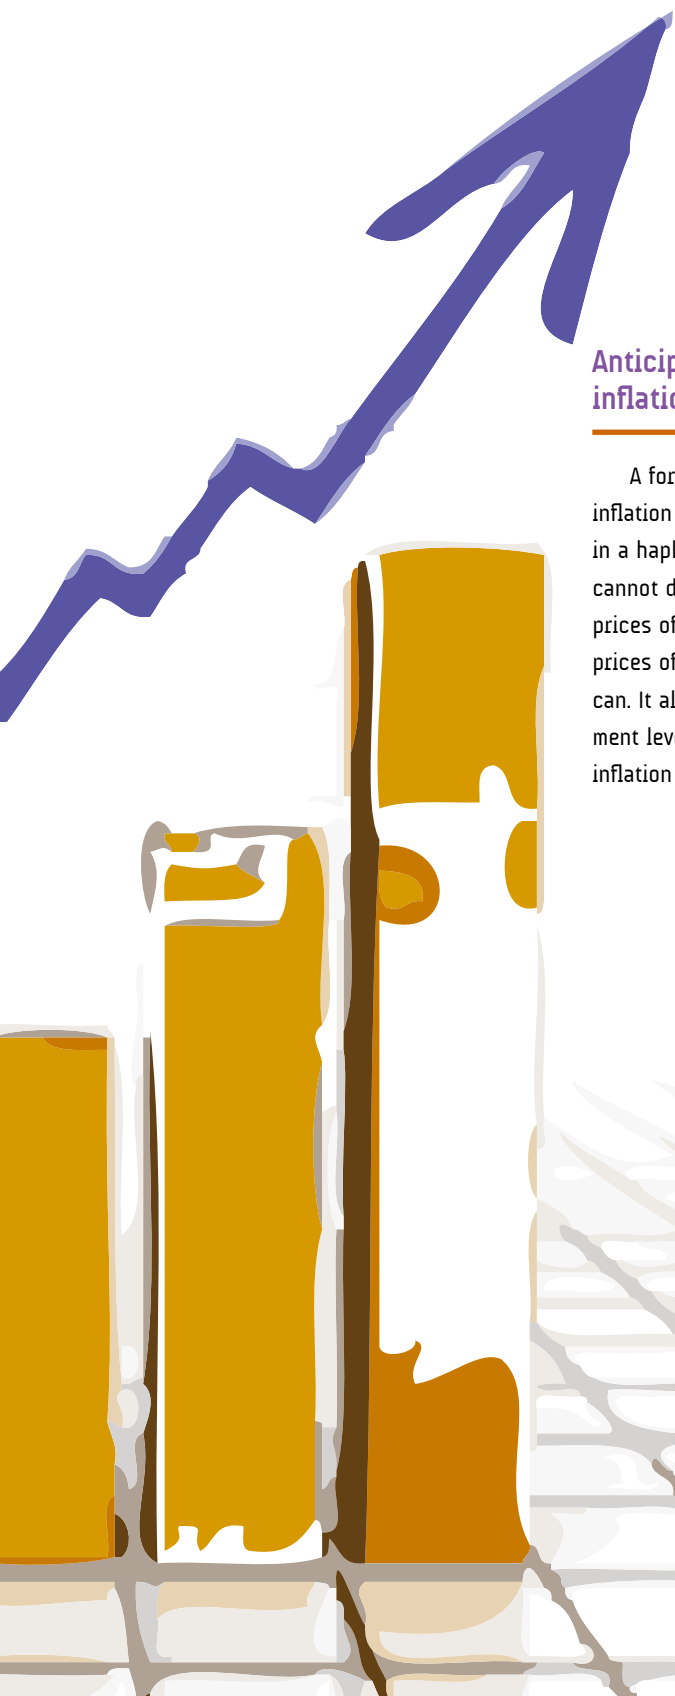 Anticip
inflatio
A for
inflation
in a hapl
cannot d
prices of
prices of
can. It al
ment lev
inflation